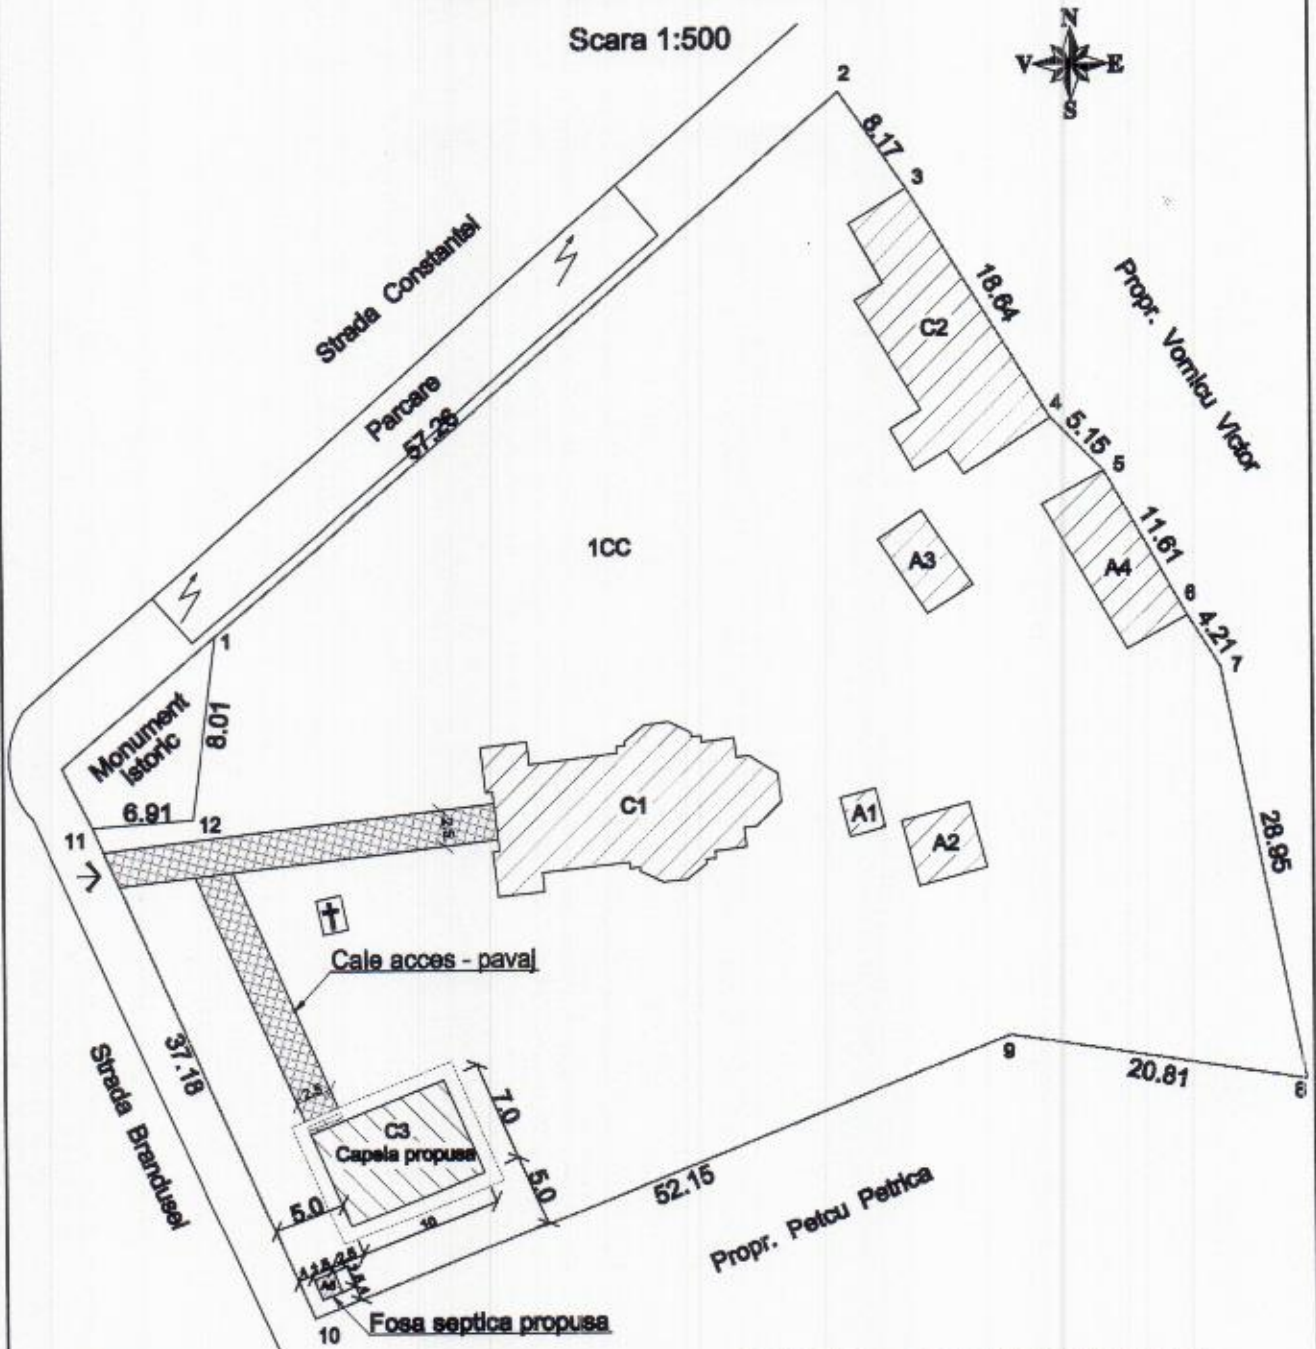 Scara 1:500
N
V E
S
2
8.17
3
Strada Constantei
18.64
Propr. Vornicu Victor
C2
Parcare
57.26
4
5.15
5
1CC
11.61
A3
A4
6
4.21
7
1
Monument
istoric
8.01
6.91
11
12
2.5
C1
A1
A2
28.95
Cale acces - pavaj
37.18
Strada Brandusei
9
20.81
8
2.5
7.0
C3
Capela propusa
5.0
5.0
10
52.15
Propr. Petcu Petrica
Fosa septica propusa
10